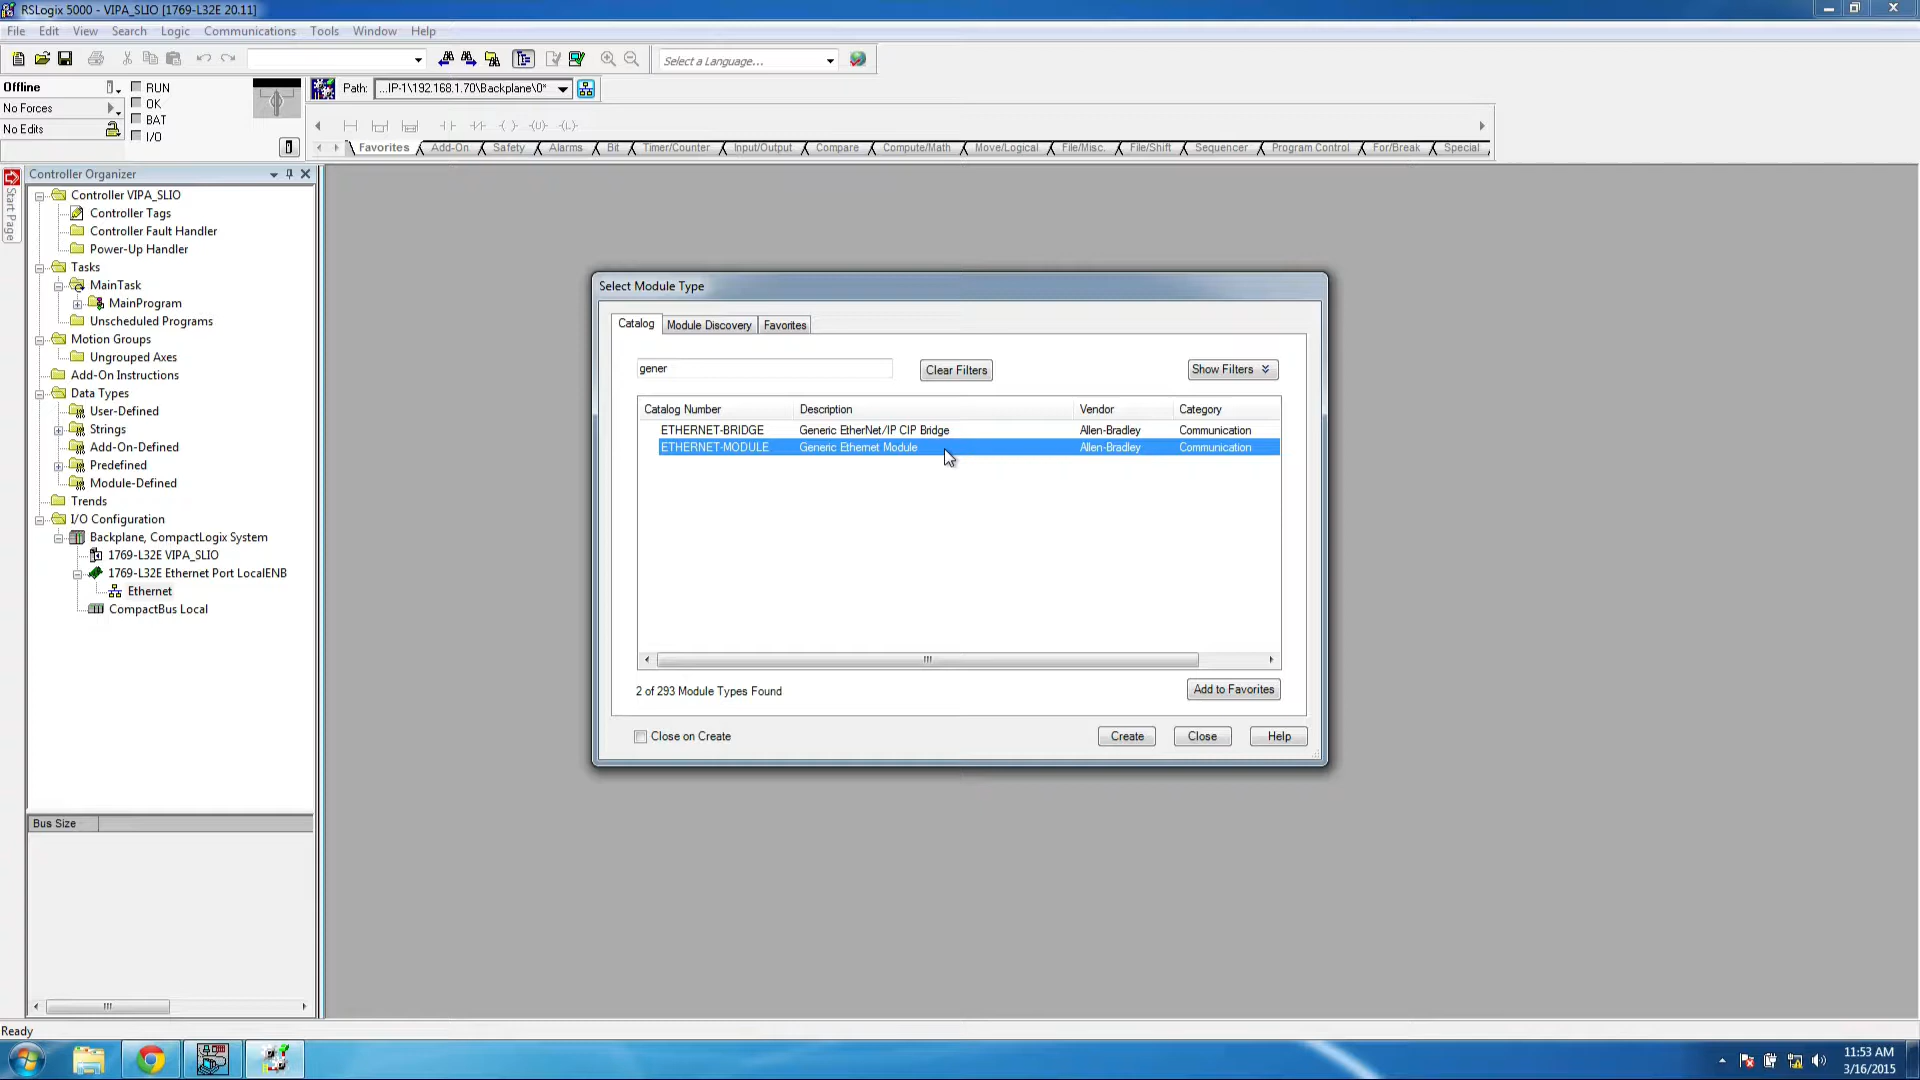 RSLogix 5000 - VIPA_SLIO [1769-L32E 20.11]
File Edit View Search Logic Communications Tools Window Help
Select a Language...
Offline RUN
Path: ...IP-1\192.168.1.70\Backplane\0*
No Forces OK
BAT
No Edits
I/O
Favorites Add-On Safety Alarms Bit Timer/Counter Input/Output Compare Compute/Math Move/Logical File/Misc. File/Shift Sequencer Program Control For/Break Special
Start Page
Controller Organizer
Controller VIPA_SLIO
Controller Tags
Controller Fault Handler
Power-Up Handler
Tasks
MainTask
MainProgram
Unscheduled Programs
Motion Groups
Ungrouped Axes
Add-On Instructions
Data Types
User-Defined
Strings
Add-On-Defined
Predefined
Module-Defined
Trends
I/O Configuration
Backplane, CompactLogix System
1769-L32E VIPA_SLIO
1769-L32E Ethernet Port LocalENB
Ethernet
CompactBus Local
Bus Size
Select Module Type
Catalog Module Discovery Favorites
gener
Clear Filters
Show Filters
Catalog Number Description Vendor Category
ETHERNET-BRIDGE Generic EtherNet/IP CIP Bridge Allen-Bradley Communication
ETHERNET-MODULE Generic Ethernet Module Allen-Bradley Communication
2 of 293 Module Types Found
Add to Favorites
Close on Create
Create Close Help
Ready
11:53 AM
3/16/2015